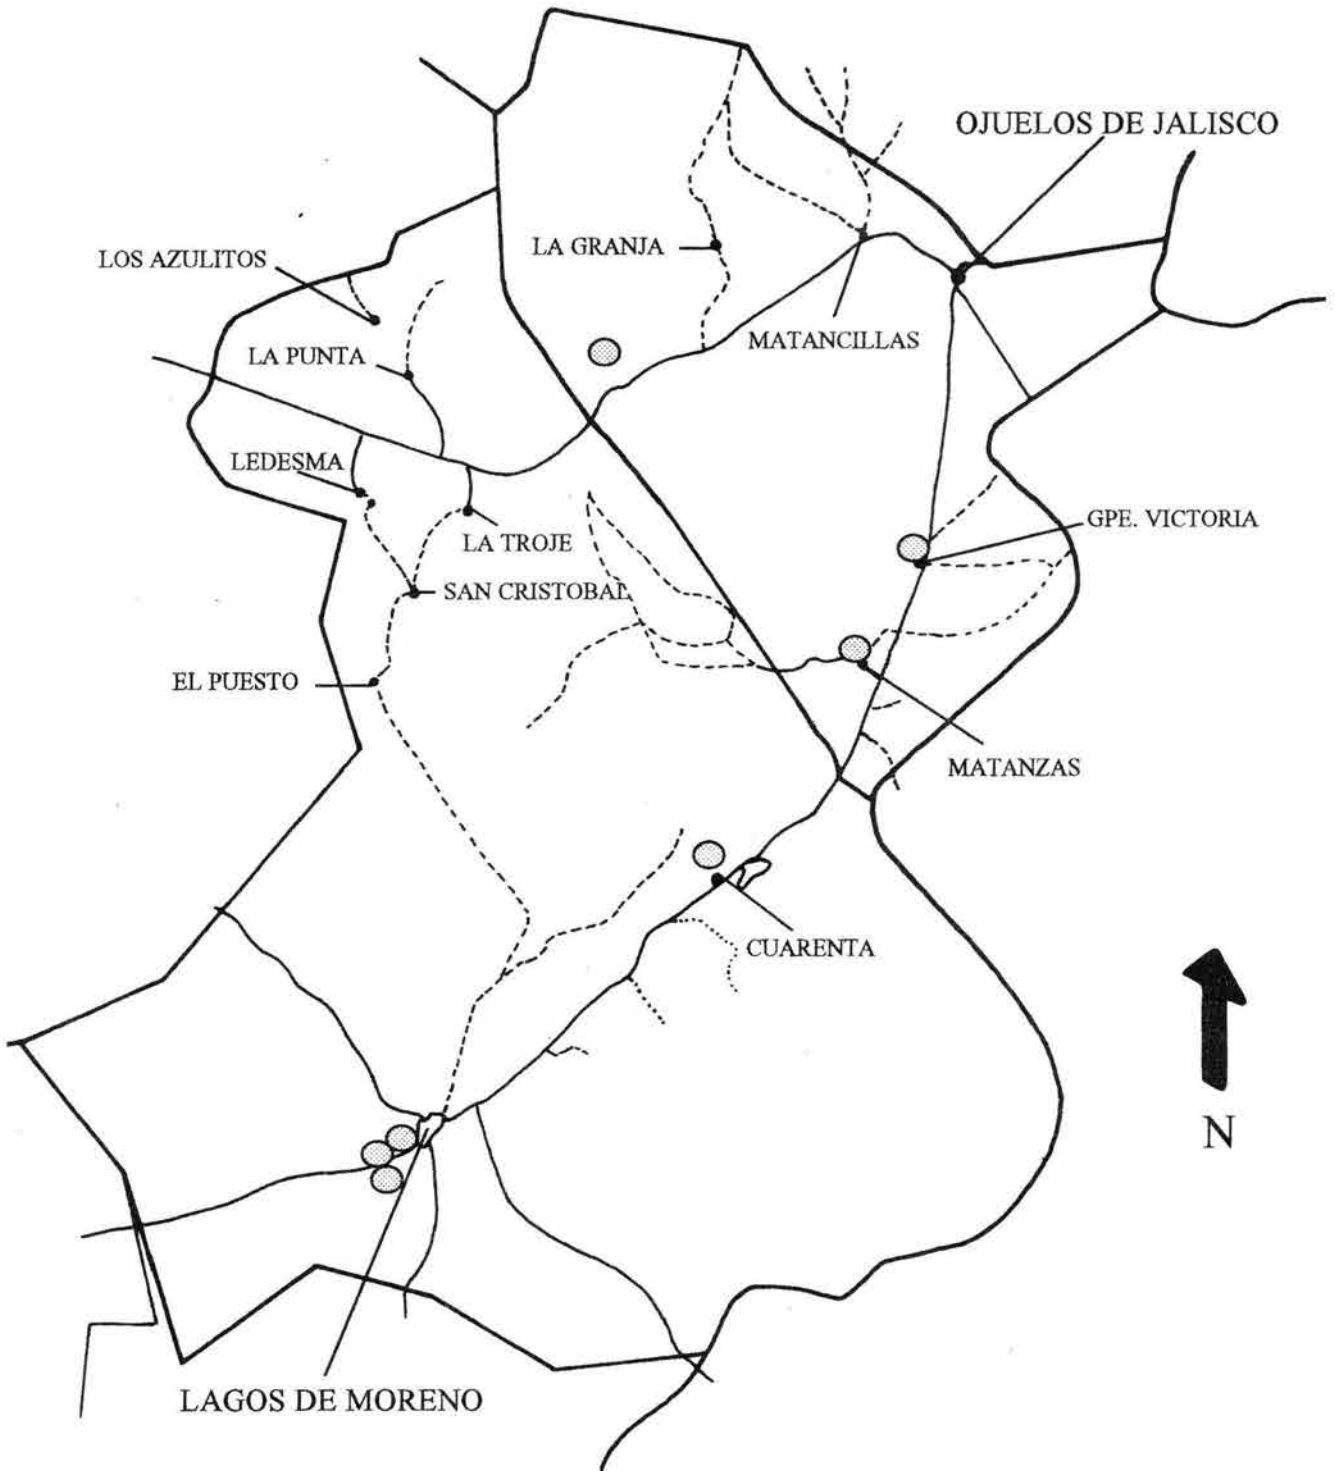 OJUELOS DE JALISCO
LA GRANJA
LOS AZULITOS
MATANCILLAS
LA PUNTA
LEDESMA
GPE. VICTORIA
LA TROJE
SAN CRISTOBAL
EL PUESTO
MATANZAS
CUARENTA
N
LAGOS DE MORENO